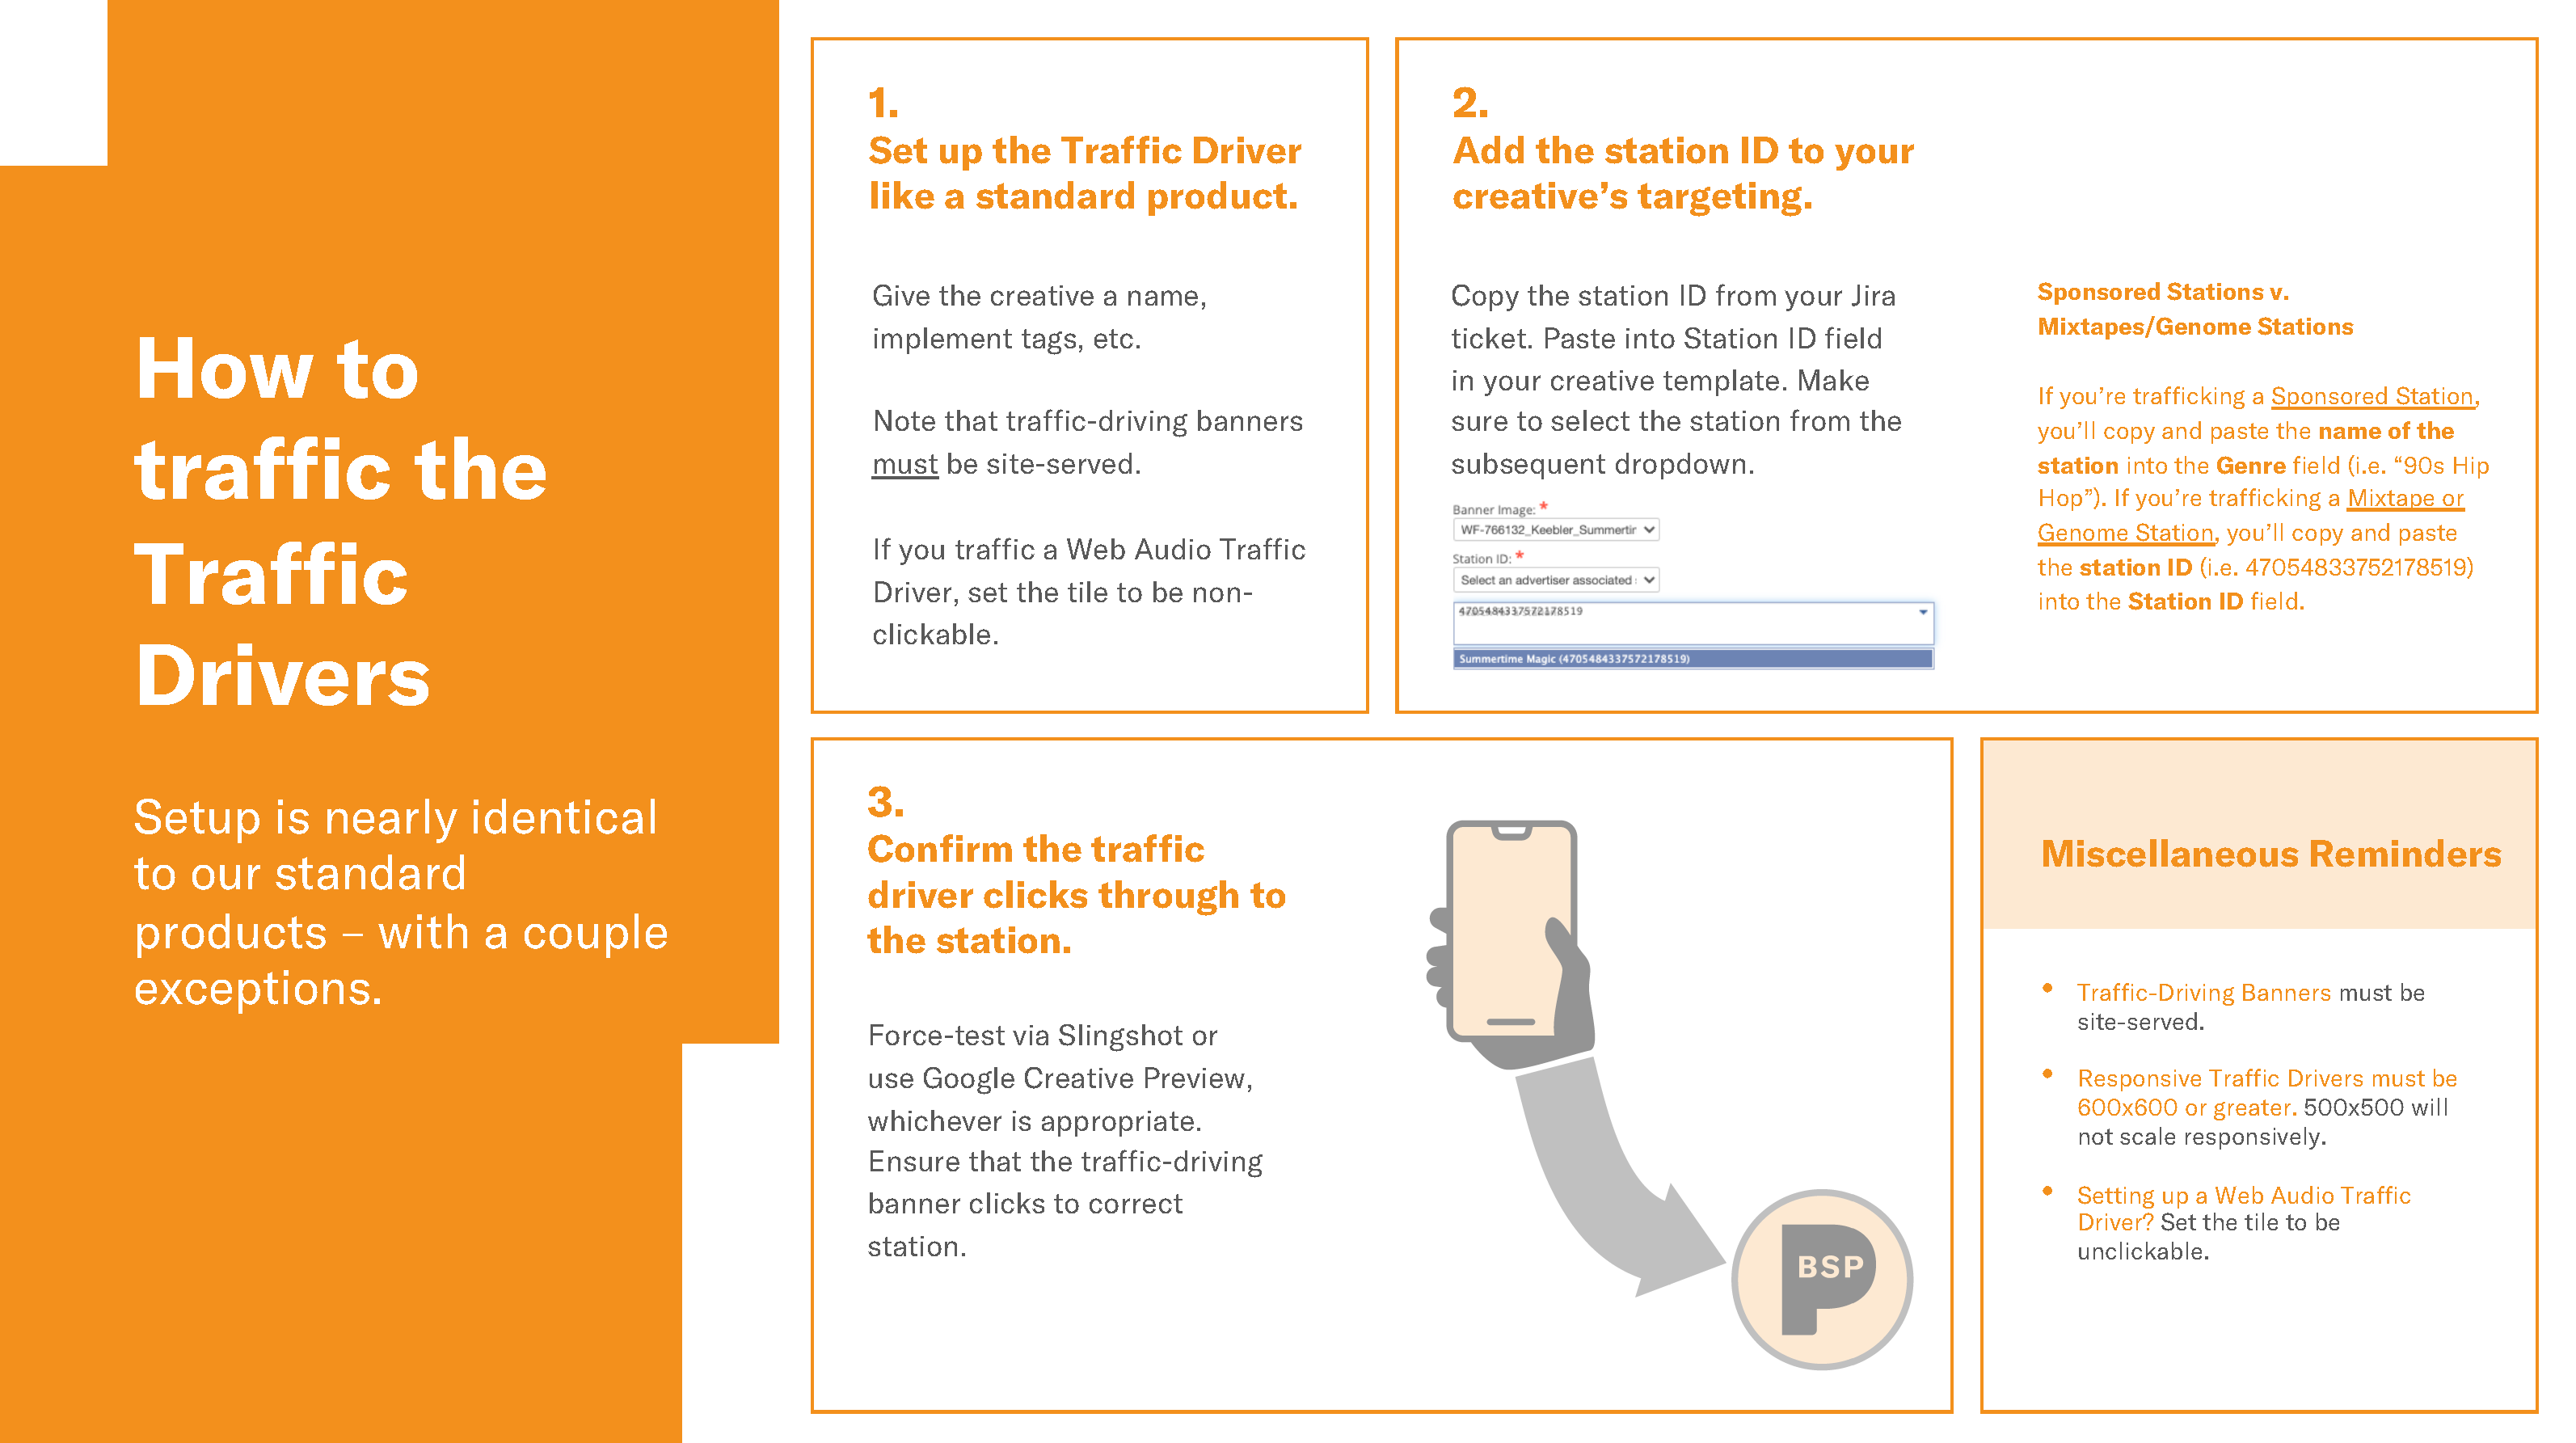 How to
traffic the
Traffic
Drivers
Setup is nearly identical
to our standard
products – with a couple
exceptions.
1.
Set up the Traffic Driver
like a standard product.
Give the creative a name,
implement tags, etc.
Note that traffic-driving banners
must be site-served.
If you traffic a Web Audio Traffic
Driver, set the tile to be non-
clickable.
2.
Add the station ID to your
creative’s targeting.
Copy the station ID from your Jira
ticket. Paste into Station ID field
in your creative template. Make
sure to select the station from the
subsequent dropdown.
Banner Image: *
WF-766132_Keebler_Summertir
Station ID: *
Select an advertiser associated
4705484337572178519
Summertime Magic (4705484337572178519)
Sponsored Stations v.
Mixtapes/Genome Stations
If you’re trafficking a Sponsored Station,
you’ll copy and paste the name of the
station into the Genre field (i.e. “90s Hip
Hop”). If you’re trafficking a Mixtape or
Genome Station, you’ll copy and paste
the station ID (i.e. 47054833752178519)
into the Station ID field.
3.
Confirm the traffic
driver clicks through to
the station.
Force-test via Slingshot or
use Google Creative Preview,
whichever is appropriate.
Ensure that the traffic-driving
banner clicks to correct
station.
BSP
Miscellaneous Reminders
• Traffic-Driving Banners must be
site-served.
• Responsive Traffic Drivers must be
600x600 or greater. 500x500 will
not scale responsively.
• Setting up a Web Audio Traffic
Driver? Set the tile to be
unclickable.